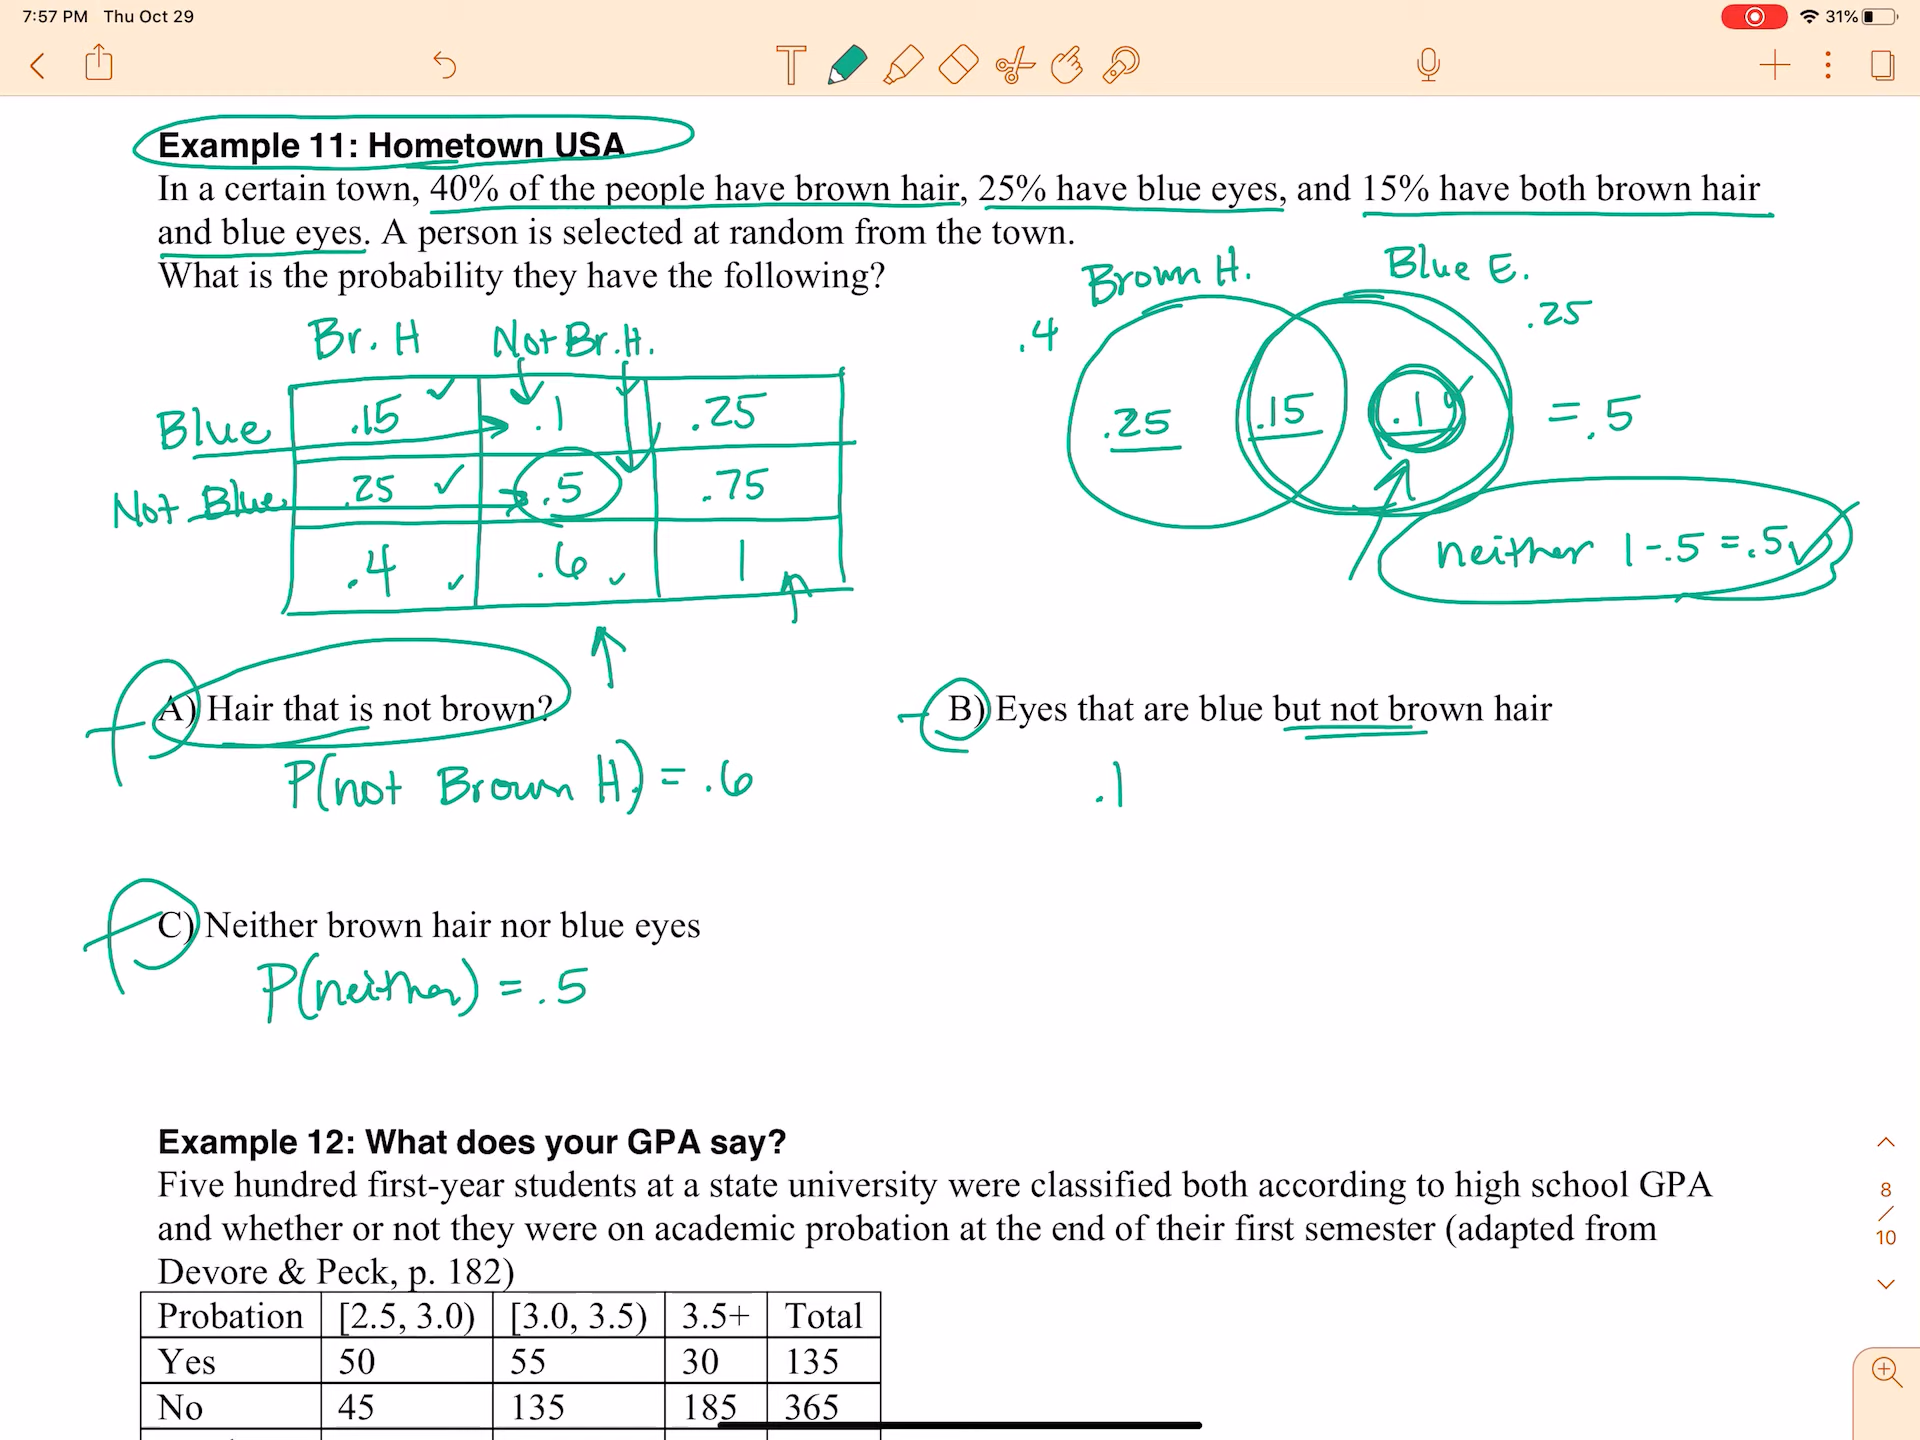 7:57 PM Thu Oct 29
31%
Example 11: Hometown USA
In a certain town, 40% of the people have brown hair, 25% have blue eyes, and 15% have both brown hair
and blue eyes. A person is selected at random from the town.
What is the probability they have the following?
Brown H. Blue E.
.4 .25
Br. H Not Br. H.
Blue .15 .1 .25
Not Blue .25 .5 .75
.4 .6 1
.25 .15 .1 = .5
neither 1 - .5 = .5
A) Hair that is not brown?
P(not Brown H.) = .6
B) Eyes that are blue but not brown hair
.1
C) Neither brown hair nor blue eyes
P(neither) = .5
Example 12: What does your GPA say?
Five hundred first-year students at a state university were classified both according to high school GPA
and whether or not they were on academic probation at the end of their first semester (adapted from
Devore & Peck, p. 182)
Probation [2.5, 3.0) [3.0, 3.5) 3.5+ Total
Yes 50 55 30 135
No 45 135 185 365
8
/
10